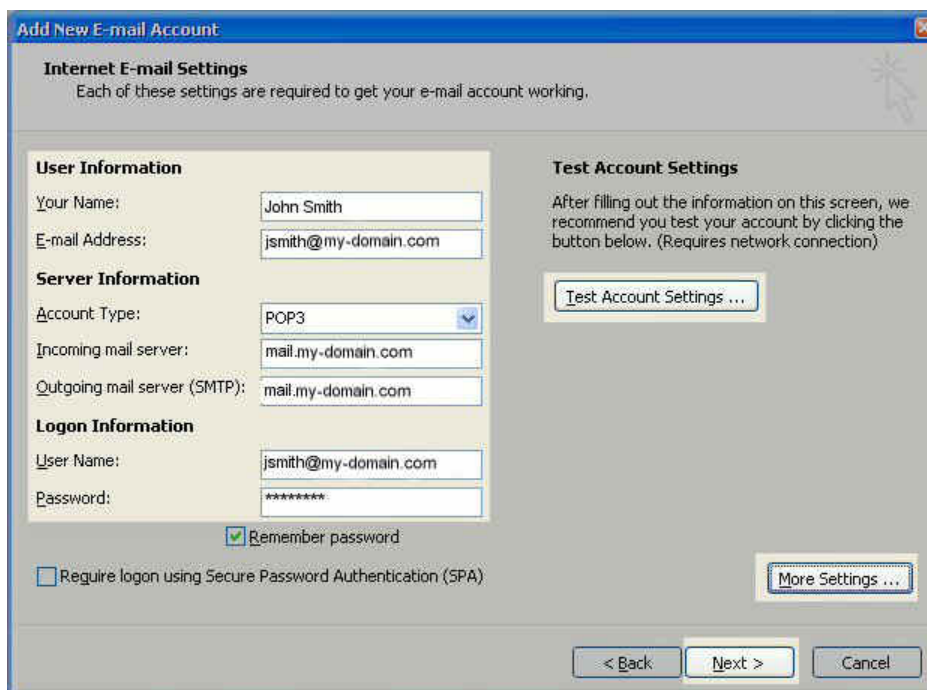 Add New E-mail Account
Internet E-mail Settings
Each of these settings are required to get your e-mail account working.
User Information
Your Name:
John Smith
E-mail Address:
jsmith@my-domain.com
Server Information
Account Type:
POP3
Incoming mail server:
mail.my-domain.com
Outgoing mail server (SMTP):
mail.my-domain.com
Logon Information
User Name:
jsmith@my-domain.com
Password:
********
Remember password
Require logon using Secure Password Authentication (SPA)
Test Account Settings
After filling out the information on this screen, we
recommend you test your account by clicking the
button below. (Requires network connection)
Test Account Settings ...
More Settings ...
< Back
Next >
Cancel